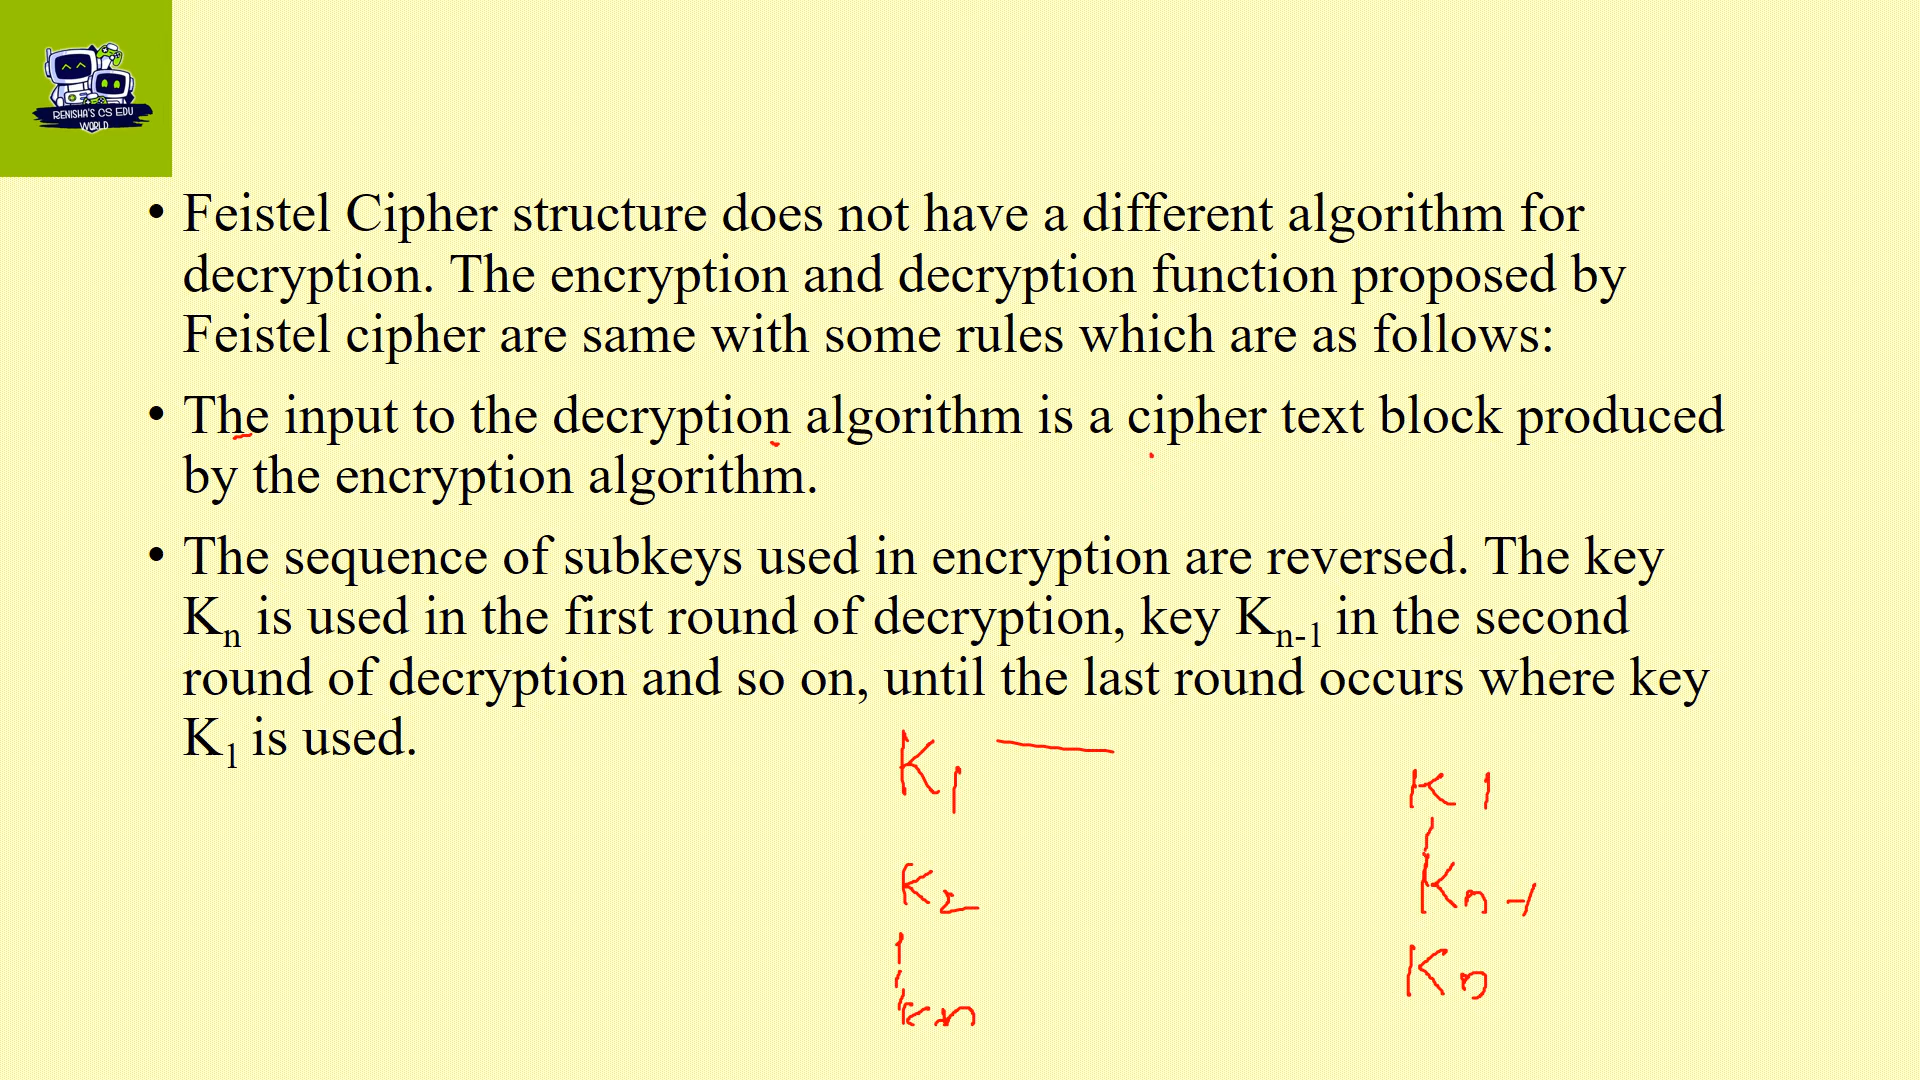 RENISHA'S CS EDU
WORLD
• Feistel Cipher structure does not have a different algorithm for
decryption. The encryption and decryption function proposed by
Feistel cipher are same with some rules which are as follows:
• The input to the decryption algorithm is a cipher text block produced
by the encryption algorithm.
• The sequence of subkeys used in encryption are reversed. The key
Kn is used in the first round of decryption, key Kn-1 in the second
round of decryption and so on, until the last round occurs where key
K1 is used.
K1
K2
Kn
K1
Kn-1
Kn